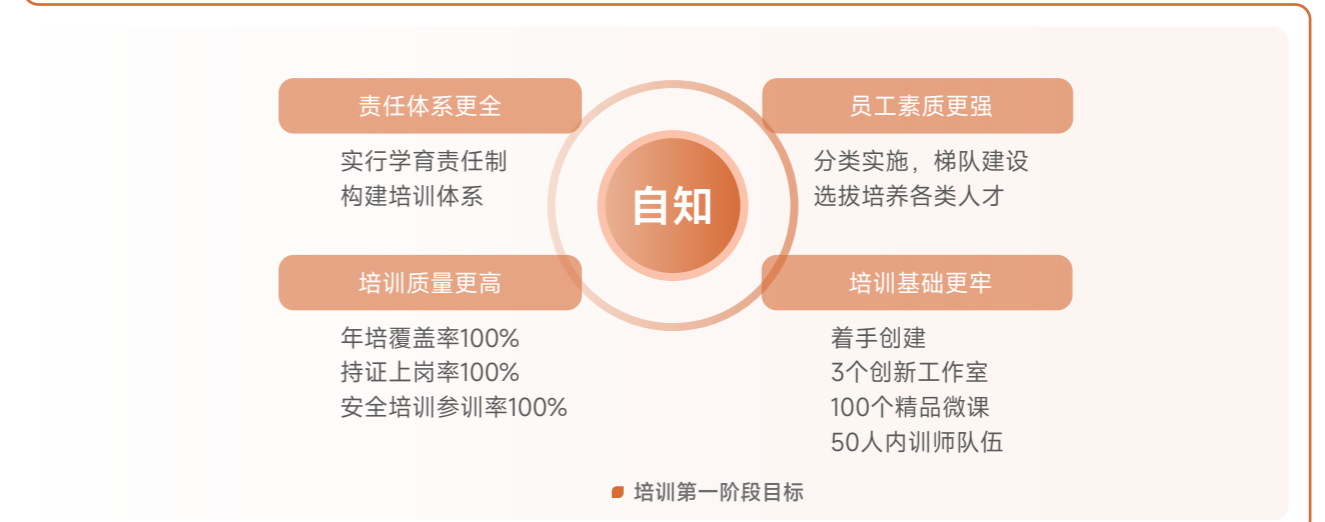 责任体系更全
实行学育责任制
构建培训体系
员工素质更强
分类实施，梯队建设
选拔培养各类人才
自知
培训质量更高
年培覆盖率100%
持证上岗率100%
安全培训参训率100%
培训基础更牢
着手创建
3个创新工作室
100个精品微课
50人内训师队伍
培训第一阶段目标